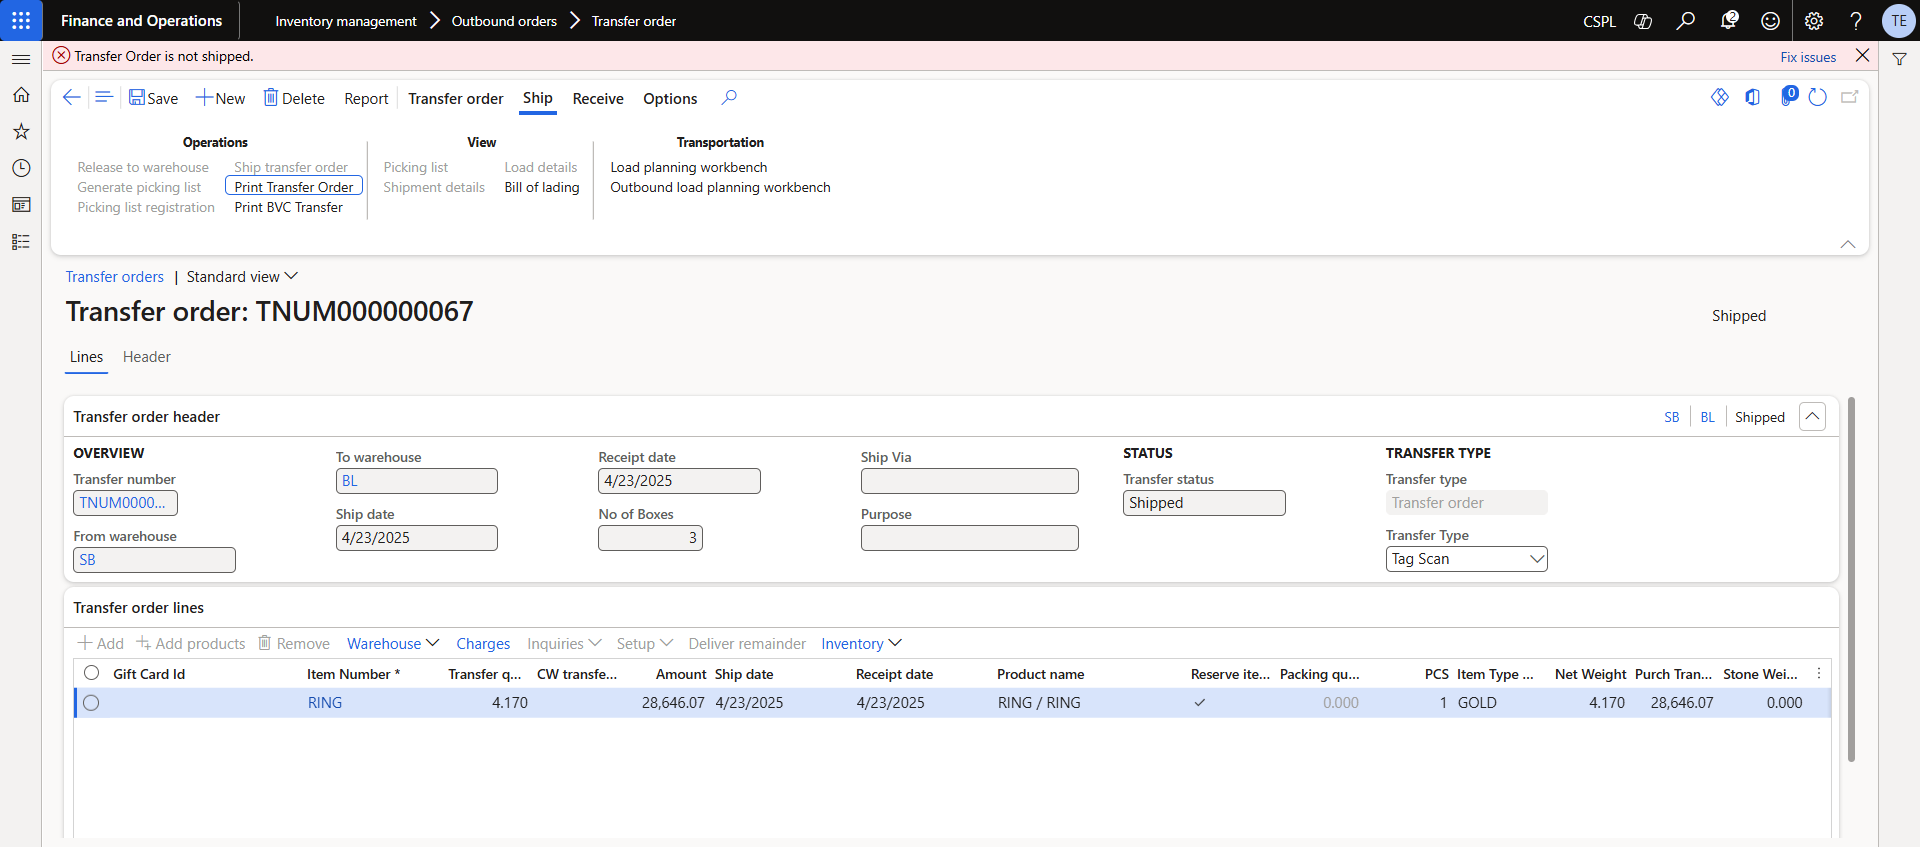 Finance and Operations
Inventory management > Outbound orders > Transfer order
CSPL
2
TE
Transfer Order is not shipped.
Fix issues
Save
New
Delete
Report
Transfer order
Ship
Receive
Options
0
Operations
Release to warehouse
Generate picking list
Picking list registration
Ship transfer order
Print Transfer Order
Print BVC Transfer
View
Picking list
Shipment details
Load details
Bill of lading
Transportation
Load planning workbench
Outbound load planning workbench
Transfer orders | Standard view
Transfer order: TNUM000000067
Shipped
Lines
Header
Transfer order header
SB | BL | Shipped
OVERVIEW
Transfer number
TNUM0000...
From warehouse
SB
To warehouse
BL
Ship date
4/23/2025
Receipt date
4/23/2025
No of Boxes
3
Ship Via
Purpose
STATUS
Transfer status
Shipped
TRANSFER TYPE
Transfer type
Transfer order
Transfer Type
Tag Scan
Transfer order lines
Add
Add products
Remove
Warehouse
Charges
Inquiries
Setup
Deliver remainder
Inventory
Gift Card Id Item Number * Transfer q... CW transfe... Amount Ship date Receipt date Product name Reserve ite... Packing qu... PCS Item Type ... Net Weight Purch Tran... Stone Wei...
RING 4.170 28,646.07 4/23/2025 4/23/2025 RING / RING 0.000 1 GOLD 4.170 28,646.07 0.000